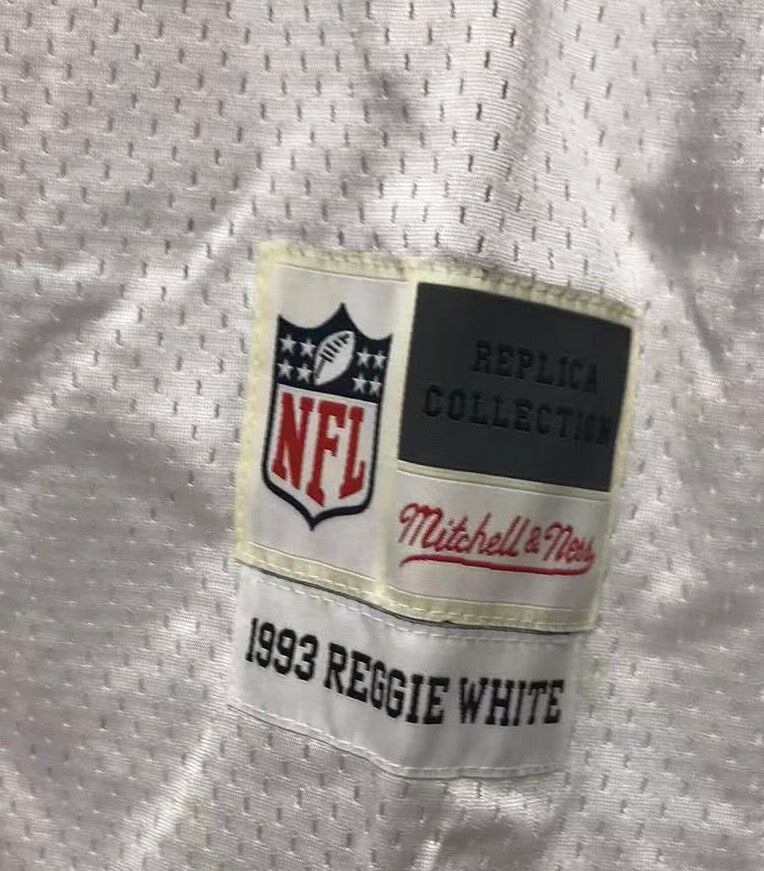 NFL
REPLICA
COLLECTION
Mitchell & Ness
1993 REGGIE WHITE